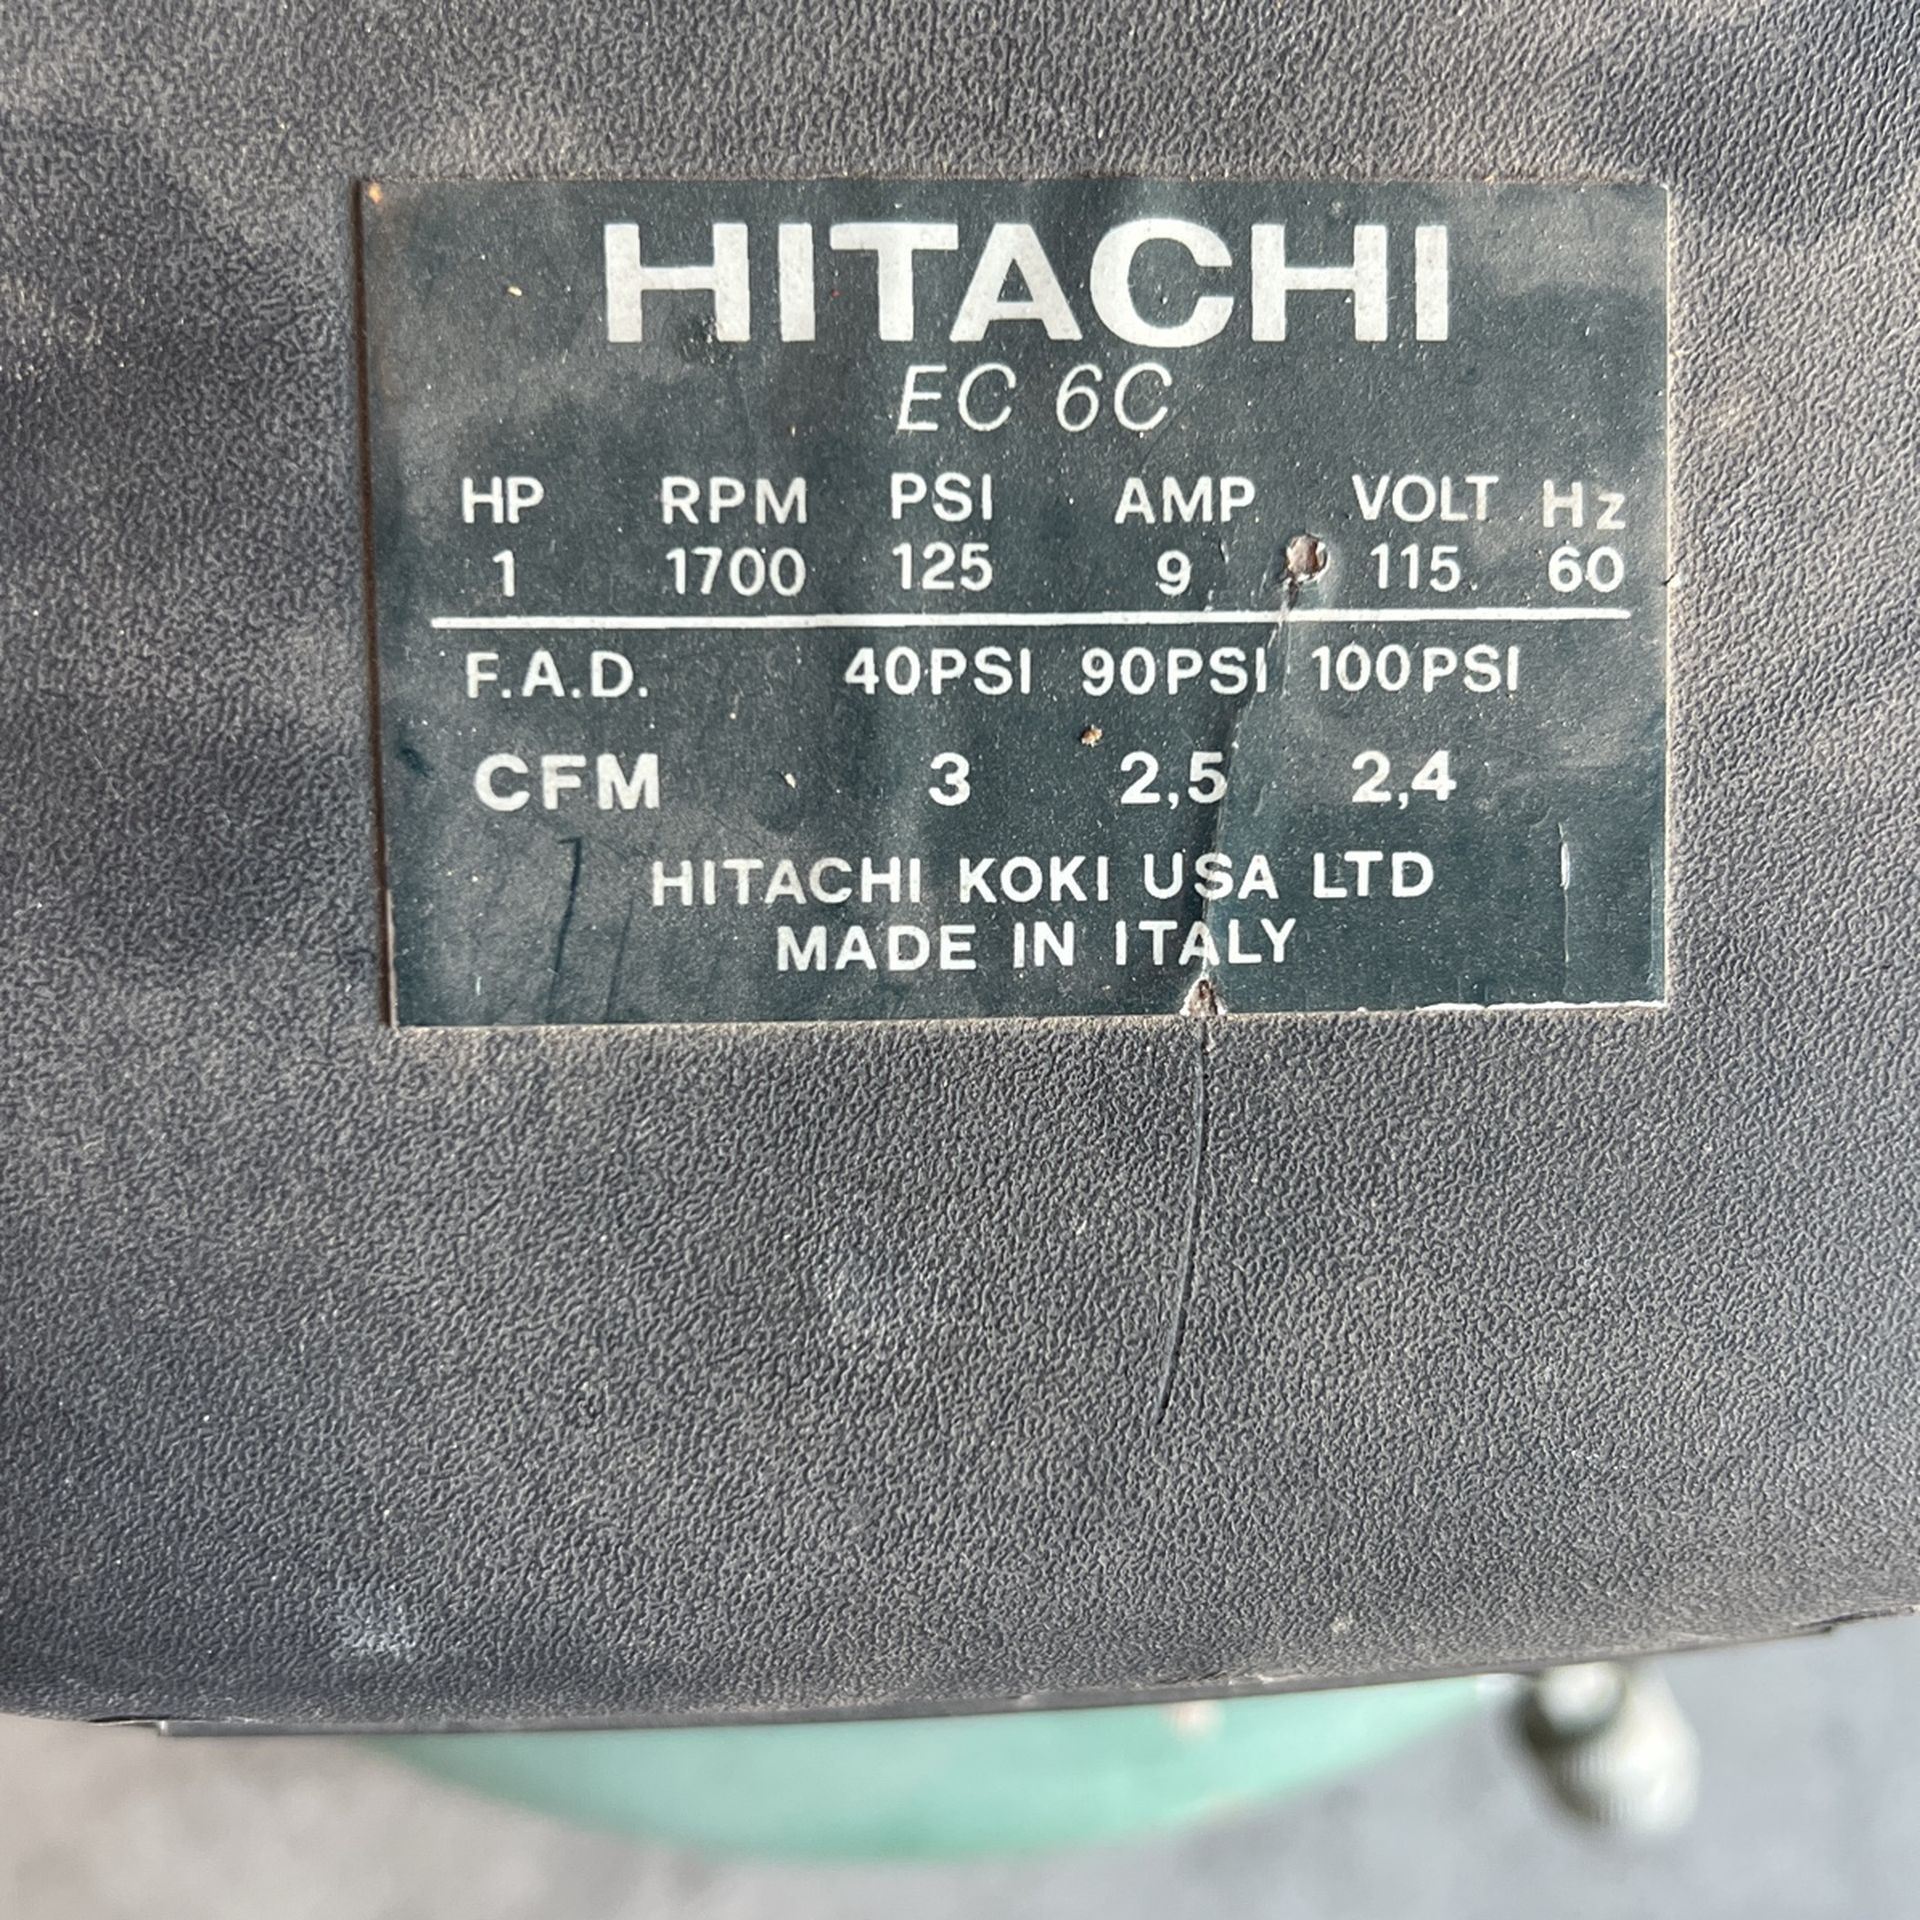 HITACHI
EC 6C
HP RPM PSI AMP VOLT Hz
1 1700 125 9 115 60
F.A.D. 40PSI 90PSI 100PSI
CFM 3 2,5 2,4
HITACHI KOKI USA LTD
MADE IN ITALY